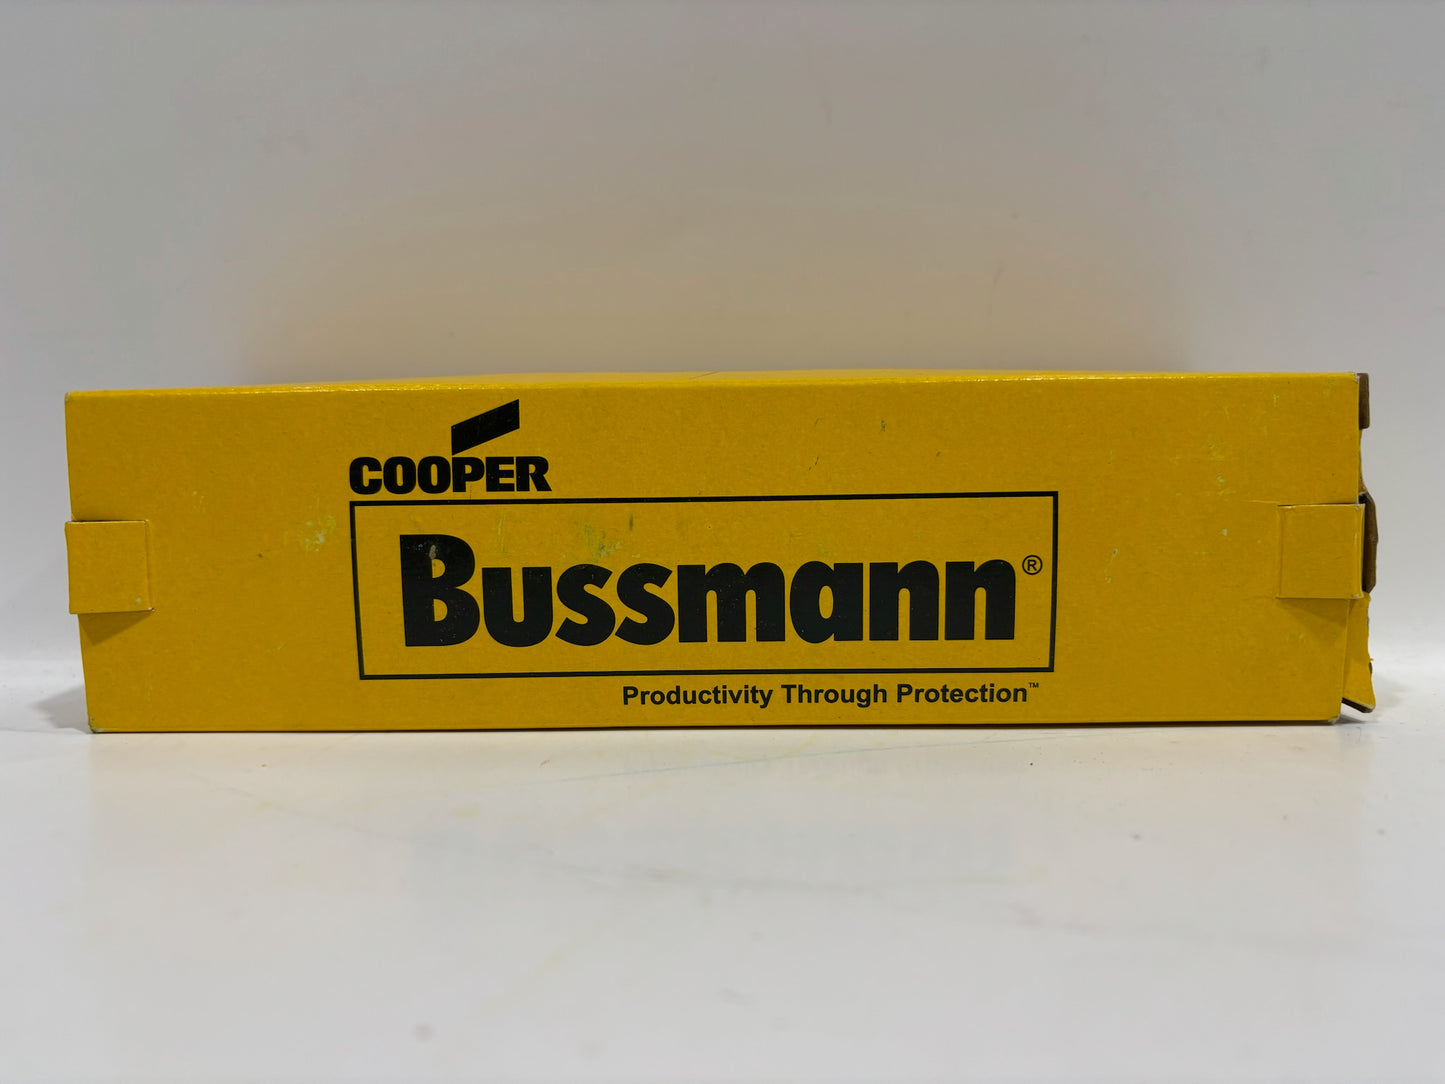 COOPER
Bussmann®
Productivity Through Protection™